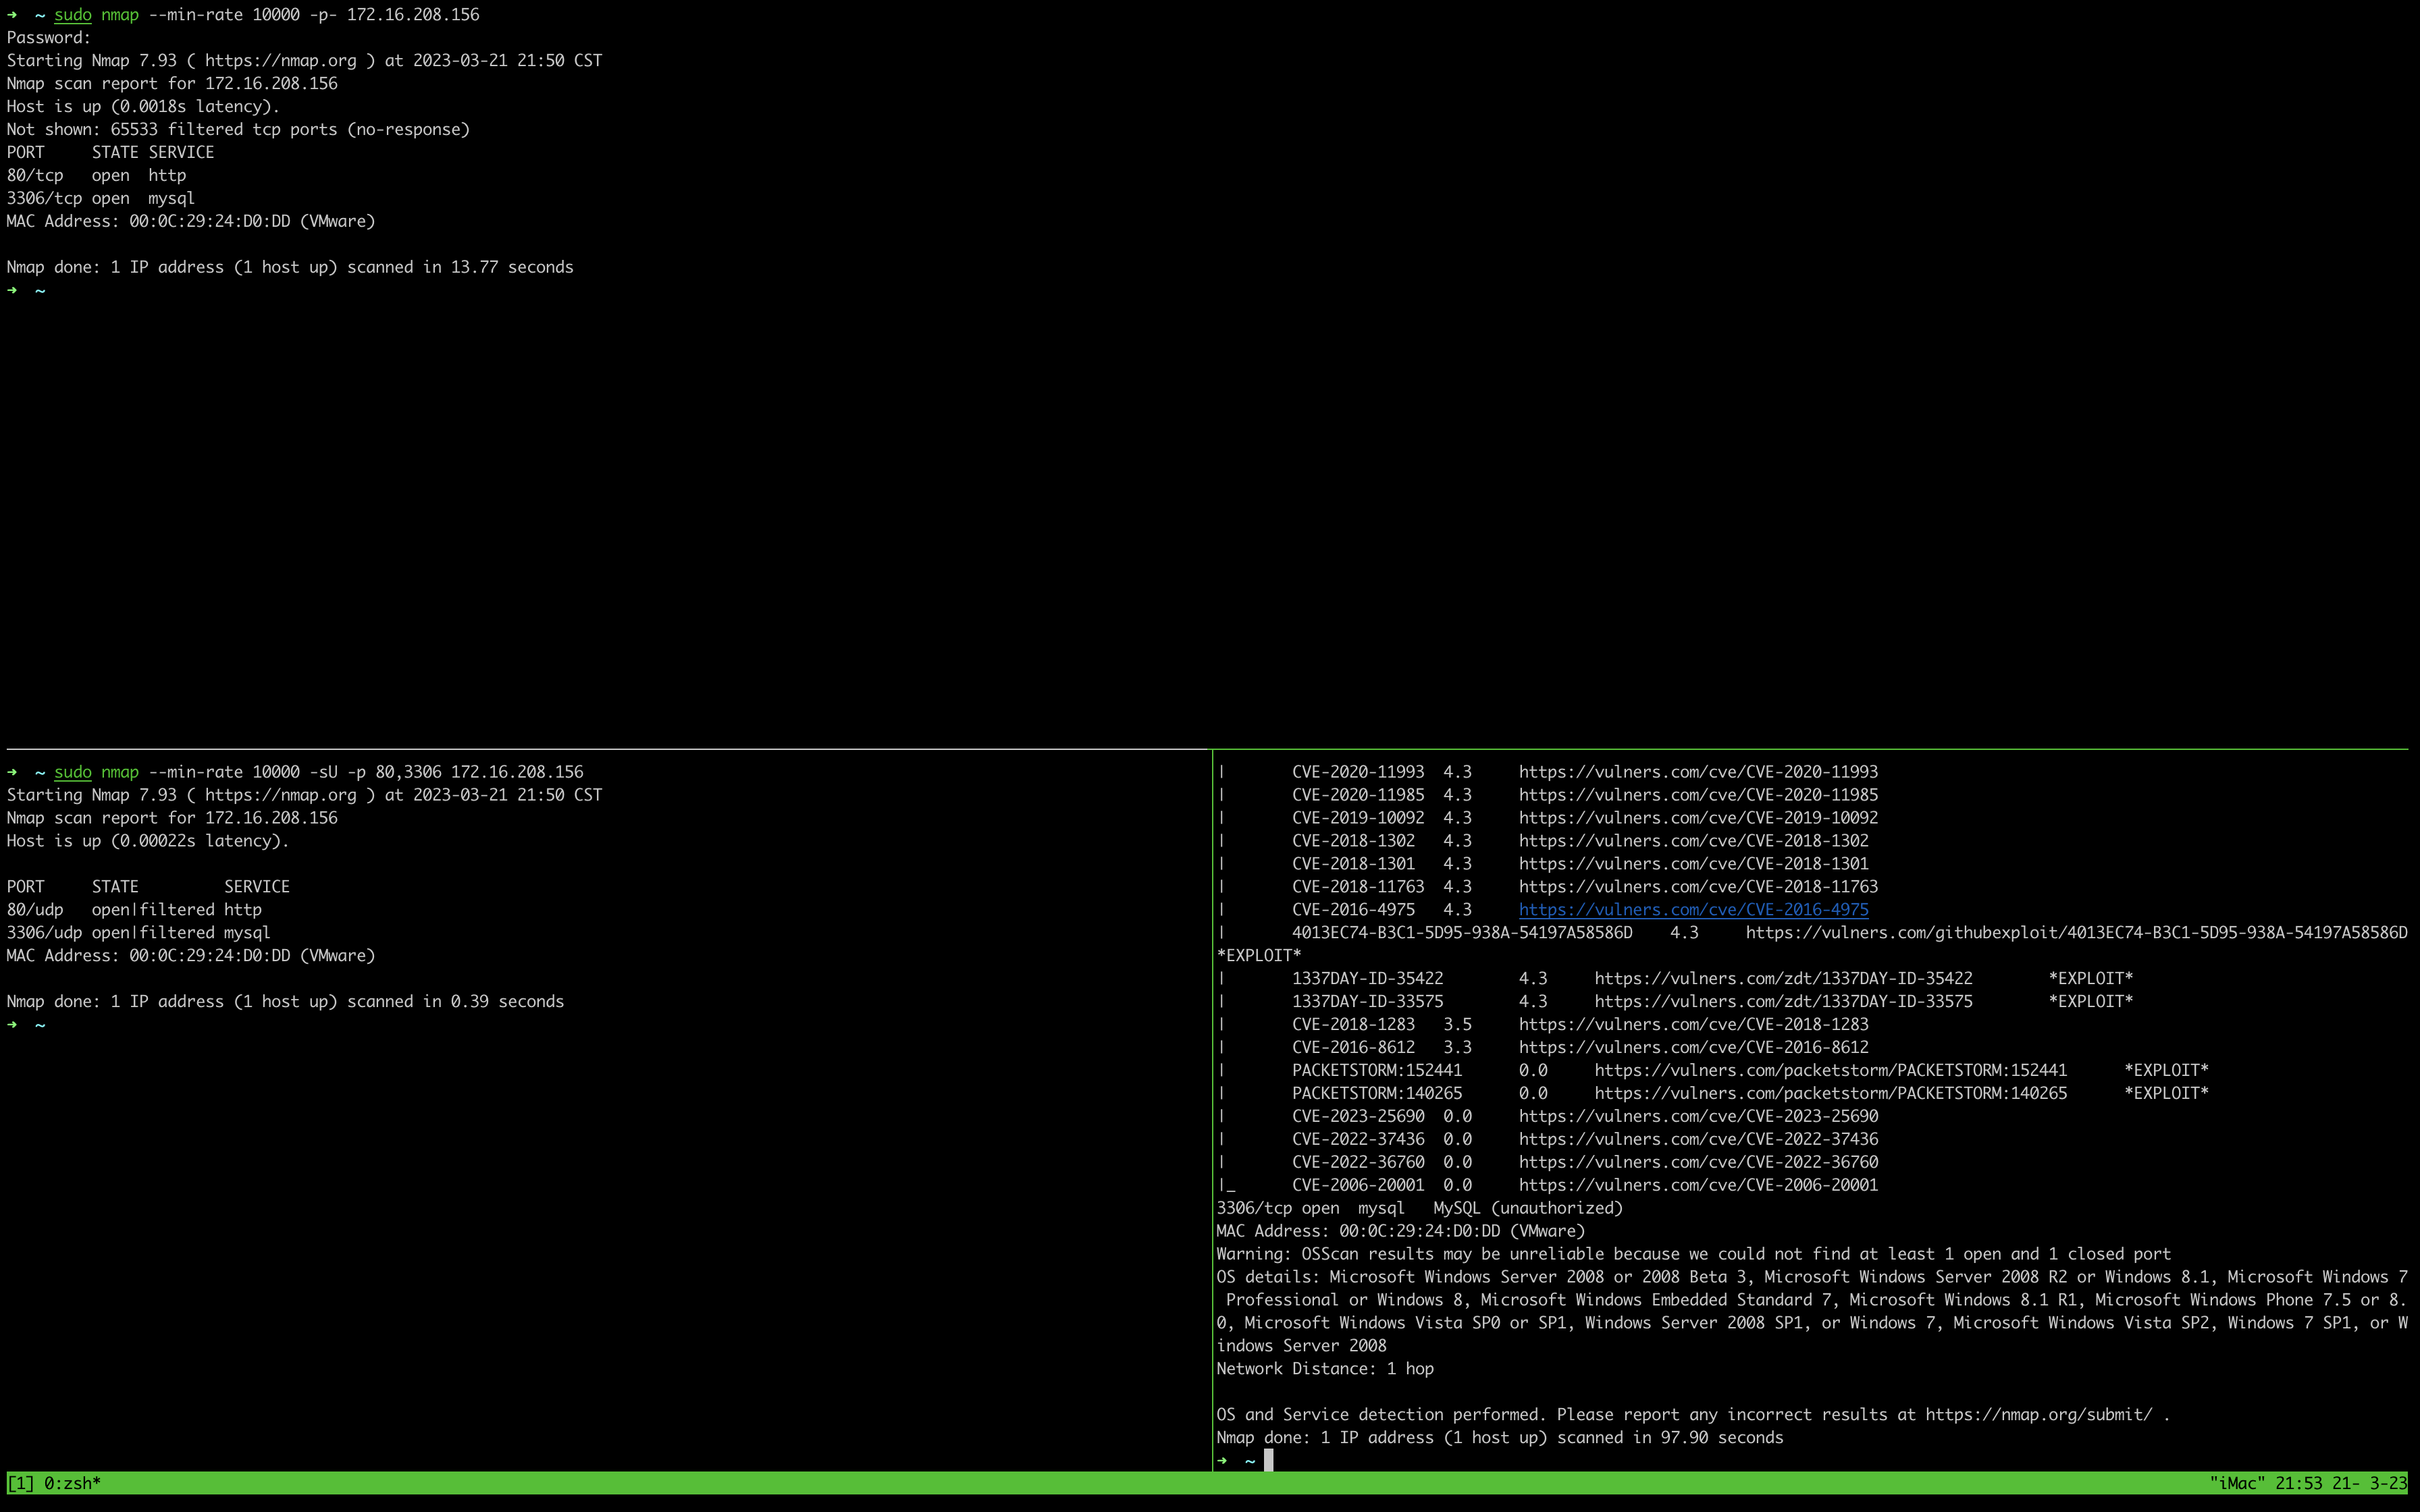 ➜  ~ sudo nmap --min-rate 10000 -p- 172.16.208.156
Password:
Starting Nmap 7.93 ( https://nmap.org ) at 2023-03-21 21:50 CST
Nmap scan report for 172.16.208.156
Host is up (0.0018s latency).
Not shown: 65533 filtered tcp ports (no-response)
PORT     STATE SERVICE
80/tcp   open  http
3306/tcp open  mysql
MAC Address: 00:0C:29:24:D0:DD (VMware)
Nmap done: 1 IP address (1 host up) scanned in 13.77 seconds
➜  ~
➜  ~ sudo nmap --min-rate 10000 -sU -p 80,3306 172.16.208.156
Starting Nmap 7.93 ( https://nmap.org ) at 2023-03-21 21:50 CST
Nmap scan report for 172.16.208.156
Host is up (0.00022s latency).
PORT     STATE         SERVICE
80/udp   open|filtered http
3306/udp open|filtered mysql
MAC Address: 00:0C:29:24:D0:DD (VMware)
Nmap done: 1 IP address (1 host up) scanned in 0.39 seconds
➜  ~
|       CVE-2020-11993  4.3     https://vulners.com/cve/CVE-2020-11993
|       CVE-2020-11985  4.3     https://vulners.com/cve/CVE-2020-11985
|       CVE-2019-10092  4.3     https://vulners.com/cve/CVE-2019-10092
|       CVE-2018-1302   4.3     https://vulners.com/cve/CVE-2018-1302
|       CVE-2018-1301   4.3     https://vulners.com/cve/CVE-2018-1301
|       CVE-2018-11763  4.3     https://vulners.com/cve/CVE-2018-11763
|       CVE-2016-4975   4.3     https://vulners.com/cve/CVE-2016-4975
|       4013EC74-B3C1-5D95-938A-54197A58586D    4.3     https://vulners.com/githubexploit/4013EC74-B3C1-5D95-938A-54197A58586D
*EXPLOIT*
|       1337DAY-ID-35422        4.3     https://vulners.com/zdt/1337DAY-ID-35422        *EXPLOIT*
|       1337DAY-ID-33575        4.3     https://vulners.com/zdt/1337DAY-ID-33575        *EXPLOIT*
|       CVE-2018-1283   3.5     https://vulners.com/cve/CVE-2018-1283
|       CVE-2016-8612   3.3     https://vulners.com/cve/CVE-2016-8612
|       PACKETSTORM:152441      0.0     https://vulners.com/packetstorm/PACKETSTORM:152441      *EXPLOIT*
|       PACKETSTORM:140265      0.0     https://vulners.com/packetstorm/PACKETSTORM:140265      *EXPLOIT*
|       CVE-2023-25690  0.0     https://vulners.com/cve/CVE-2023-25690
|       CVE-2022-37436  0.0     https://vulners.com/cve/CVE-2022-37436
|       CVE-2022-36760  0.0     https://vulners.com/cve/CVE-2022-36760
|_      CVE-2006-20001  0.0     https://vulners.com/cve/CVE-2006-20001
3306/tcp open  mysql   MySQL (unauthorized)
MAC Address: 00:0C:29:24:D0:DD (VMware)
Warning: OSScan results may be unreliable because we could not find at least 1 open and 1 closed port
OS details: Microsoft Windows Server 2008 or 2008 Beta 3, Microsoft Windows Server 2008 R2 or Windows 8.1, Microsoft Windows 7
 Professional or Windows 8, Microsoft Windows Embedded Standard 7, Microsoft Windows 8.1 R1, Microsoft Windows Phone 7.5 or 8.
0, Microsoft Windows Vista SP0 or SP1, Windows Server 2008 SP1, or Windows 7, Microsoft Windows Vista SP2, Windows 7 SP1, or W
indows Server 2008
Network Distance: 1 hop
OS and Service detection performed. Please report any incorrect results at https://nmap.org/submit/ .
Nmap done: 1 IP address (1 host up) scanned in 97.90 seconds
➜  ~
[1] 0:zsh* "iMac" 21:53 21- 3-23